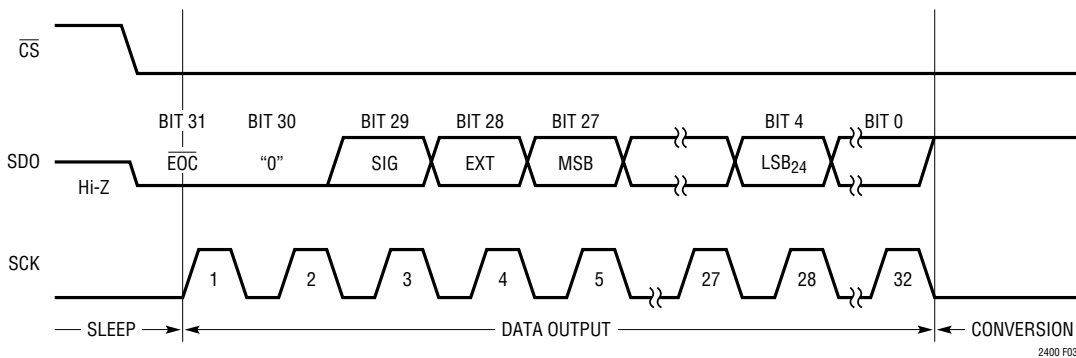 CS
BIT 31 BIT 30 BIT 29 BIT 28 BIT 27 BIT 4 BIT 0
SDO EOC “0” SIG EXT MSB LSB24
Hi-Z
SCK
1 2 3 4 5 27 28 32
SLEEP DATA OUTPUT CONVERSION
2400 F03